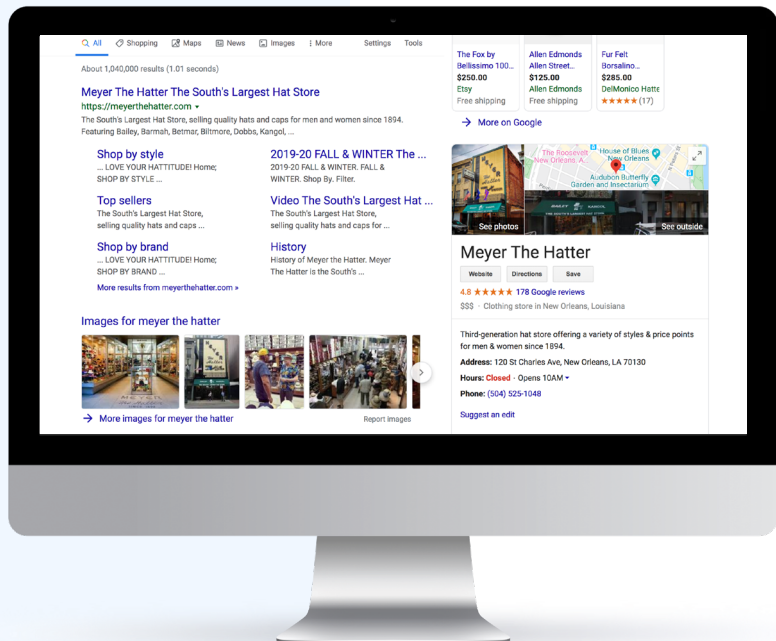 All Shopping Maps News Images More Settings Tools
About 1,040,000 results (1.01 seconds)
Meyer The Hatter The South's Largest Hat Store
https://meyerthehatter.com
The South's Largest Hat Store, selling quality hats and caps for men and women since 1894.
Featuring Bailey, Barmah, Betmar, Biltmore, Dobbs, Kangol, ...
Shop by style
... LOVE YOUR HATTITUDE! Home;
SHOP BY STYLE ...
2019-20 FALL & WINTER The ...
2019-20 FALL & WINTER. FALL &
WINTER. Shop By. Filter.
Top sellers
The South's Largest Hat Store,
selling quality hats and caps ...
Video The South's Largest Hat ...
The South's Largest Hat Store,
selling quality hats and caps for ...
Shop by brand
... LOVE YOUR HATTITUDE! Home;
SHOP BY BRAND ...
History
History of Meyer the Hatter. Meyer
The Hatter is the South's ...
More results from meyerthehatter.com »
Images for meyer the hatter
MEYER
→ More images for meyer the hatter
Report images
The Fox by
Bellissimo 100...
$250.00
Etsy
Free shipping
Allen Edmonds
Allen Street...
$125.00
Allen Edmonds
Free shipping
Fur Felt
Borsalino...
$285.00
DelMonico Hatte
★★★★★ (17)
→ More on Google
The Roosevelt
New Orleans, A...
House of Blues
New Orleans
Audubon Butterfly
Garden and Insectarium
See photos
See outside
Meyer The Hatter
Website Directions Save
4.8 ★★★★★ 178 Google reviews
$$$ · Clothing store in New Orleans, Louisiana
Third-generation hat store offering a variety of styles & price points
for men & women since 1894.
Address: 120 St Charles Ave, New Orleans, LA 70130
Hours: Closed · Opens 10AM
Phone: (504) 525-1048
Suggest an edit